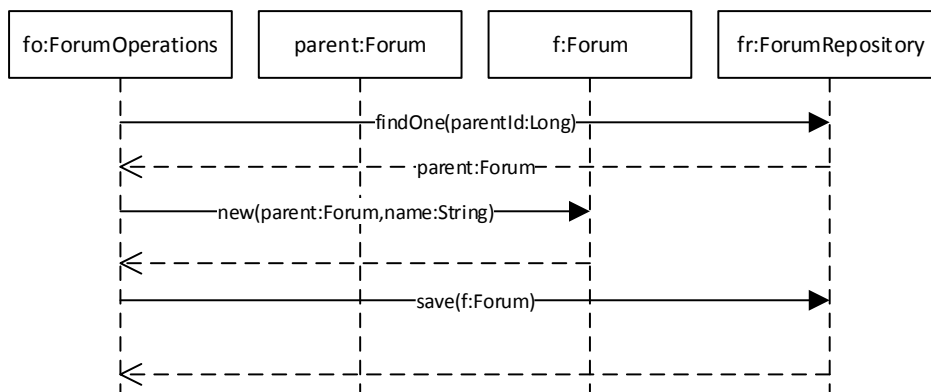 fo:ForumOperations
parent:Forum
f:Forum
fr:ForumRepository
findOne(parentId:Long)
parent:Forum
new(parent:Forum,name:String)
save(f:Forum)